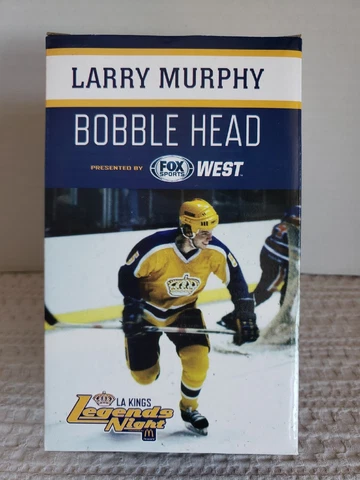 LARRY MURPHY
BOBBLE HEAD
PRESENTED BY FOX SPORTS WEST
LA KINGS
Legends
Night